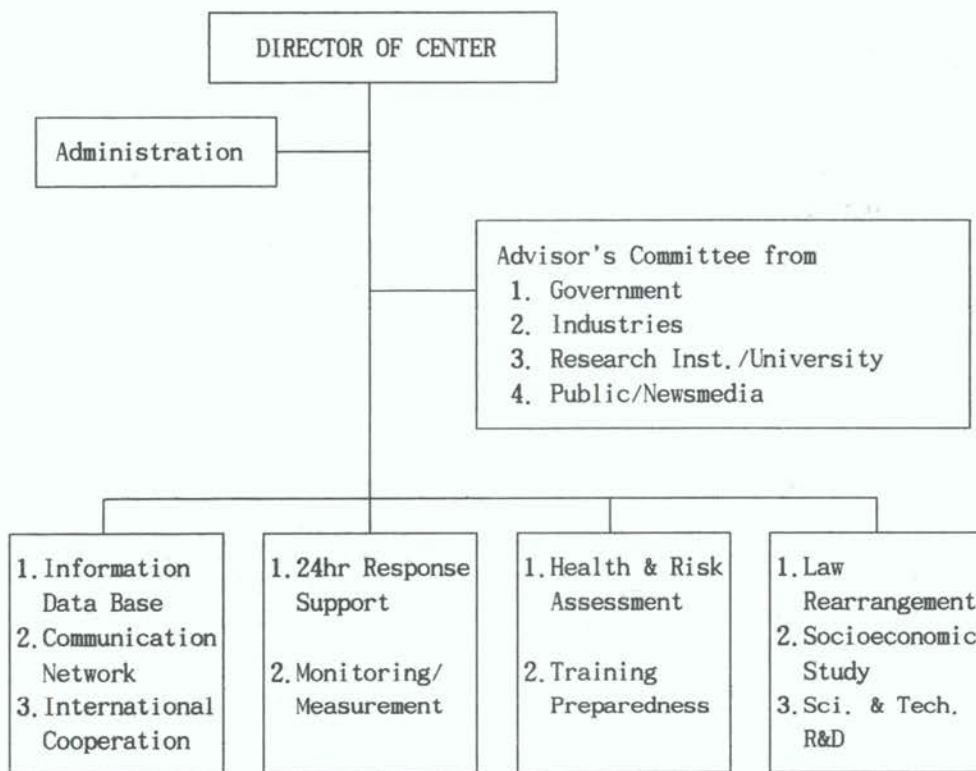 DIRECTOR OF CENTER
Administration
Advisor's Committee from
1. Government
2. Industries
3. Research Inst./University
4. Public/Newsmedia
1. Information
Data Base
2. Communication
Network
3. International
Cooperation
1. 24hr Response
Support
2. Monitoring/
Measurement
1. Health & Risk
Assessment
2. Training
Preparedness
1. Law
Rearrangement
2. Socioeconomic
Study
3. Sci. & Tech.
R&D